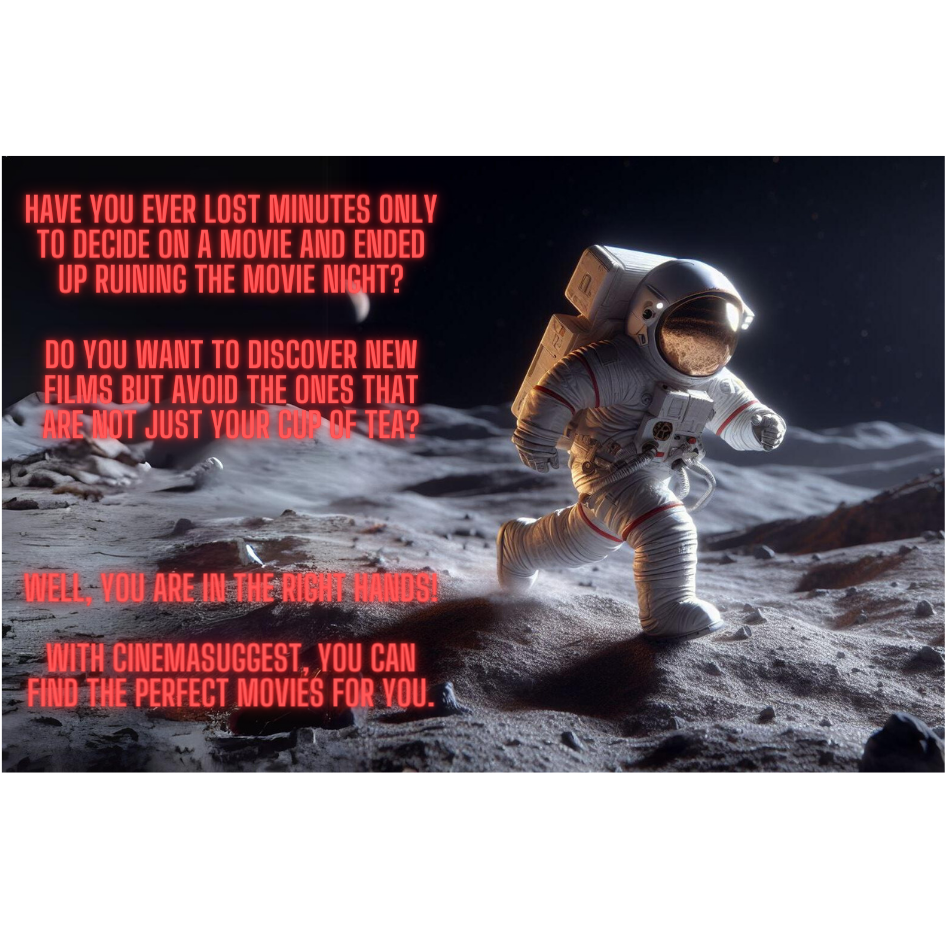 HAVE YOU EVER LOST MINUTES ONLY
TO DECIDE ON A MOVIE AND ENDED
UP RUINING THE MOVIE NIGHT?
DO YOU WANT TO DISCOVER NEW
FILMS BUT AVOID THE ONES THAT
ARE NOT JUST YOUR CUP OF TEA?
WELL, YOU ARE IN THE RIGHT HANDS!
WITH CINEMASUGGEST, YOU CAN
FIND THE PERFECT MOVIES FOR YOU.